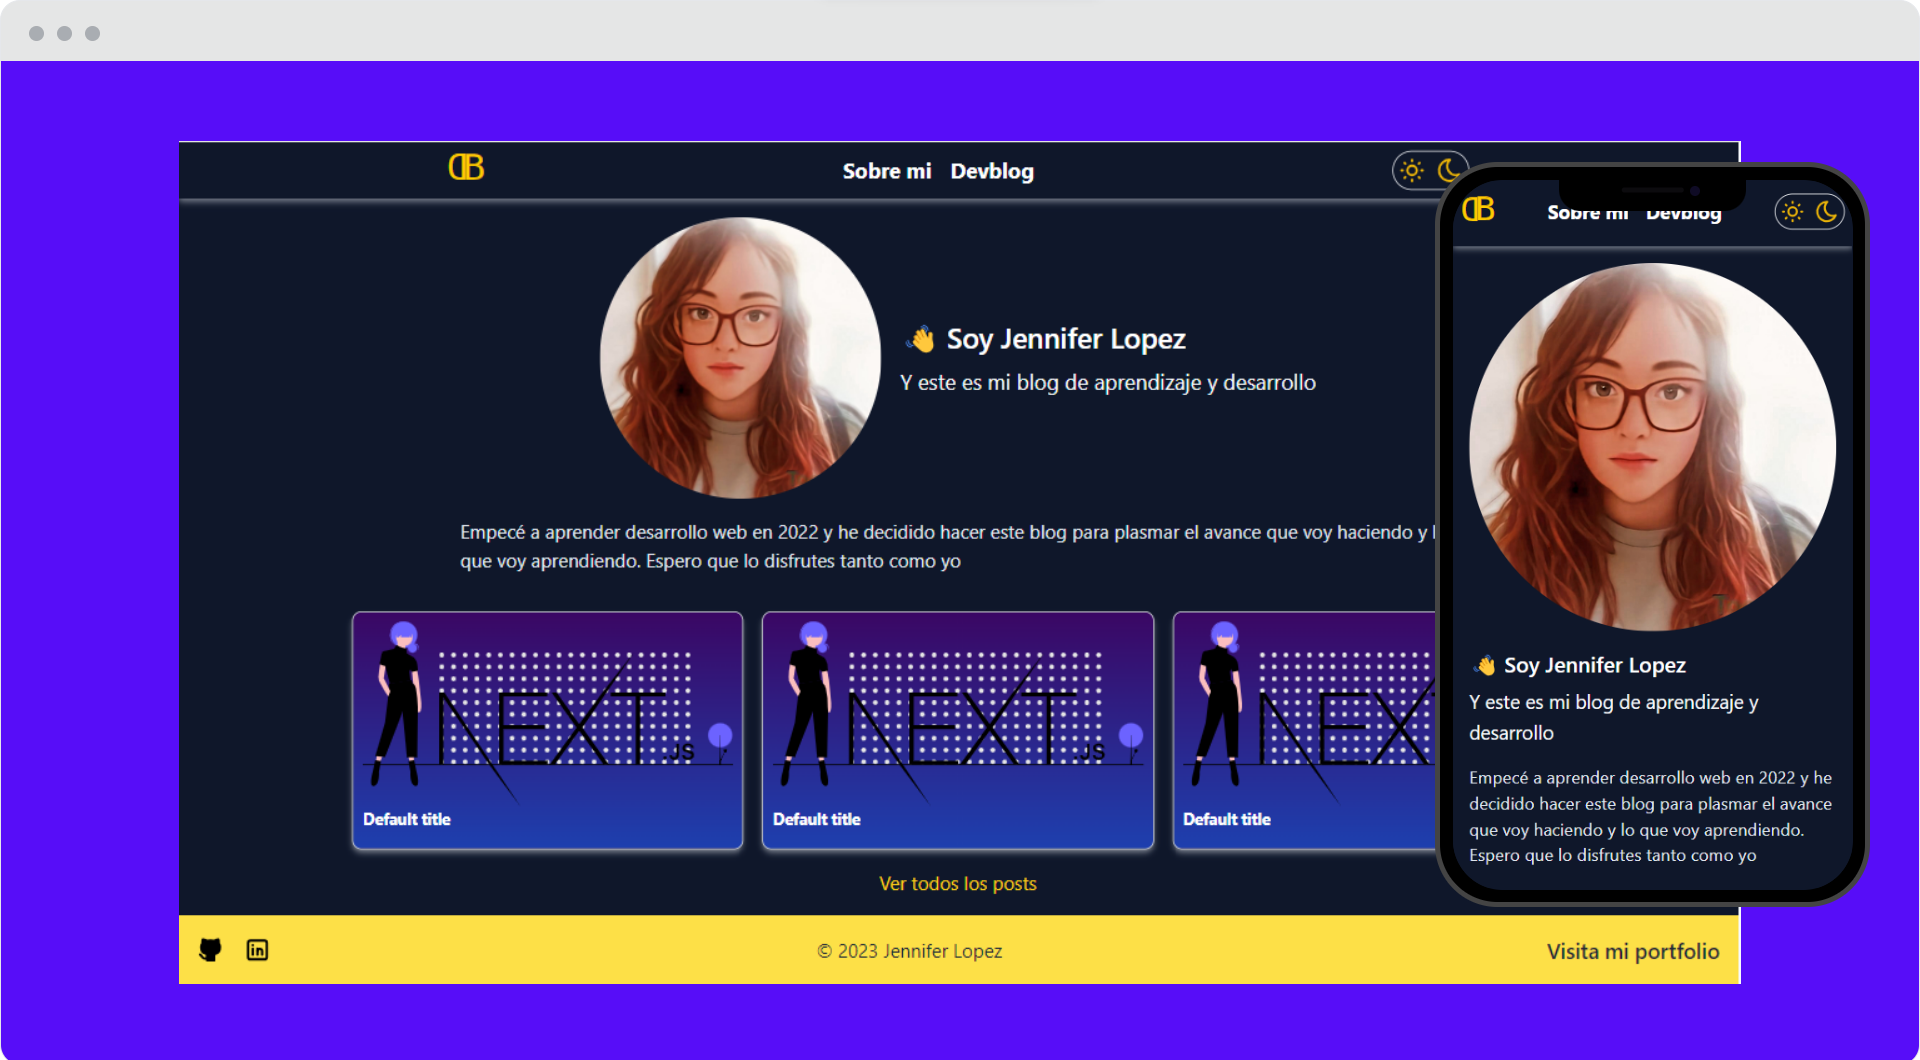 DB
Sobre mi Devblog
👋 Soy Jennifer Lopez
Y este es mi blog de aprendizaje y desarrollo
Empecé a aprender desarrollo web en 2022 y he decidido hacer este blog para plasmar el avance que voy haciendo y
que voy aprendiendo. Espero que lo disfrutes tanto como yo
NEXT.JS
Default title
NEXT.JS
Default title
NEXT
Default title
Ver todos los posts
in
© 2023 Jennifer Lopez
Visita mi portfolio
DB
Sobre mi Devblog
👋 Soy Jennifer Lopez
Y este es mi blog de aprendizaje y
desarrollo
Empecé a aprender desarrollo web en 2022 y he
decidido hacer este blog para plasmar el avance
que voy haciendo y lo que voy aprendiendo.
Espero que lo disfrutes tanto como yo